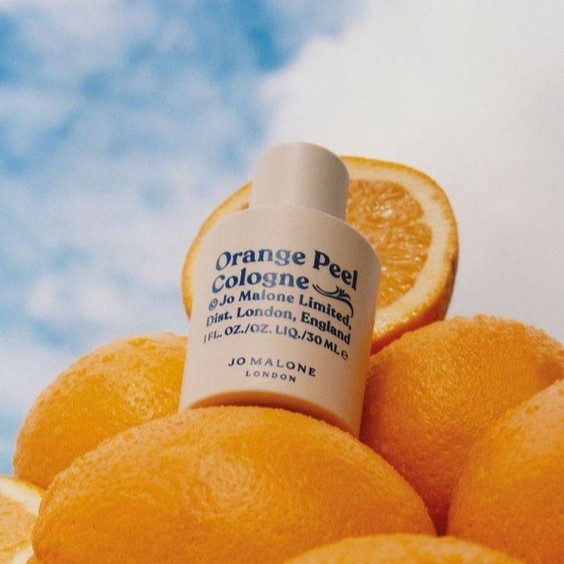 Orange Peel
Cologne
©Jo Malone Limited,
Dist. London, England
1 FL. OZ./OZ. LIQ./30 ML ℮
JO MALONE
LONDON